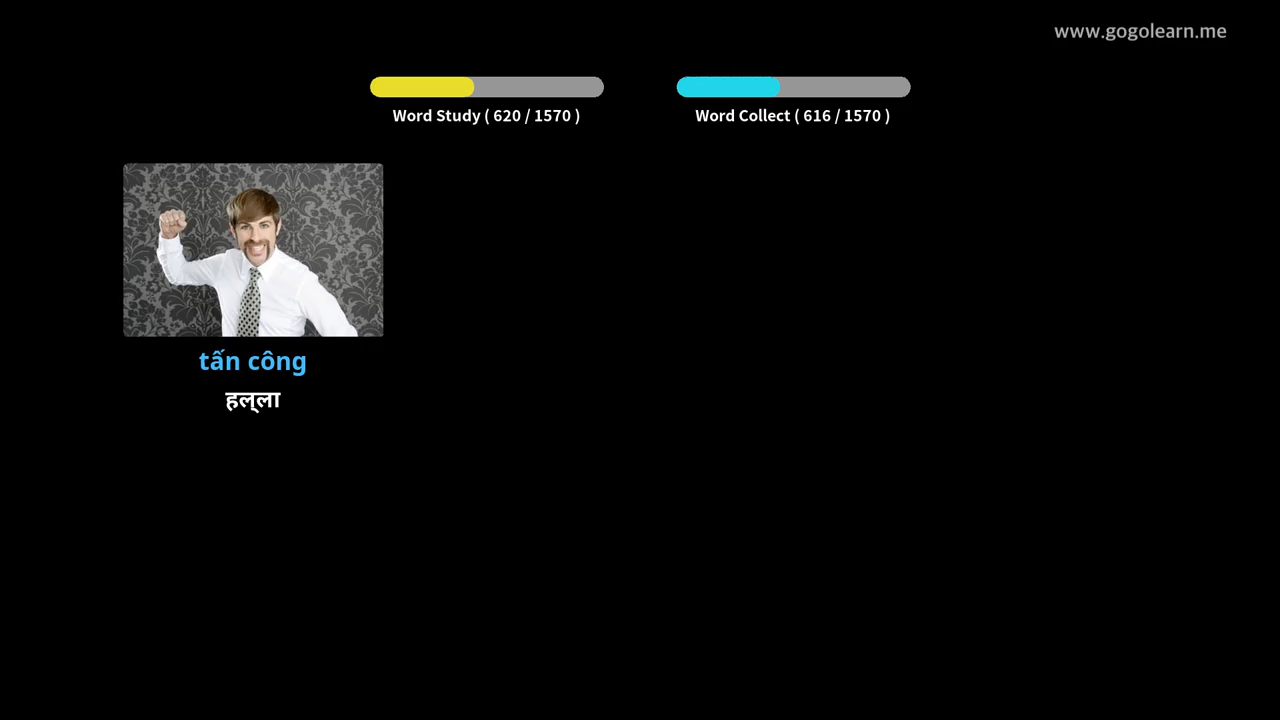 www.gogolearn.me
Word Study ( 620 / 1570 )
Word Collect ( 616 / 1570 )
tấn công
हल्ला